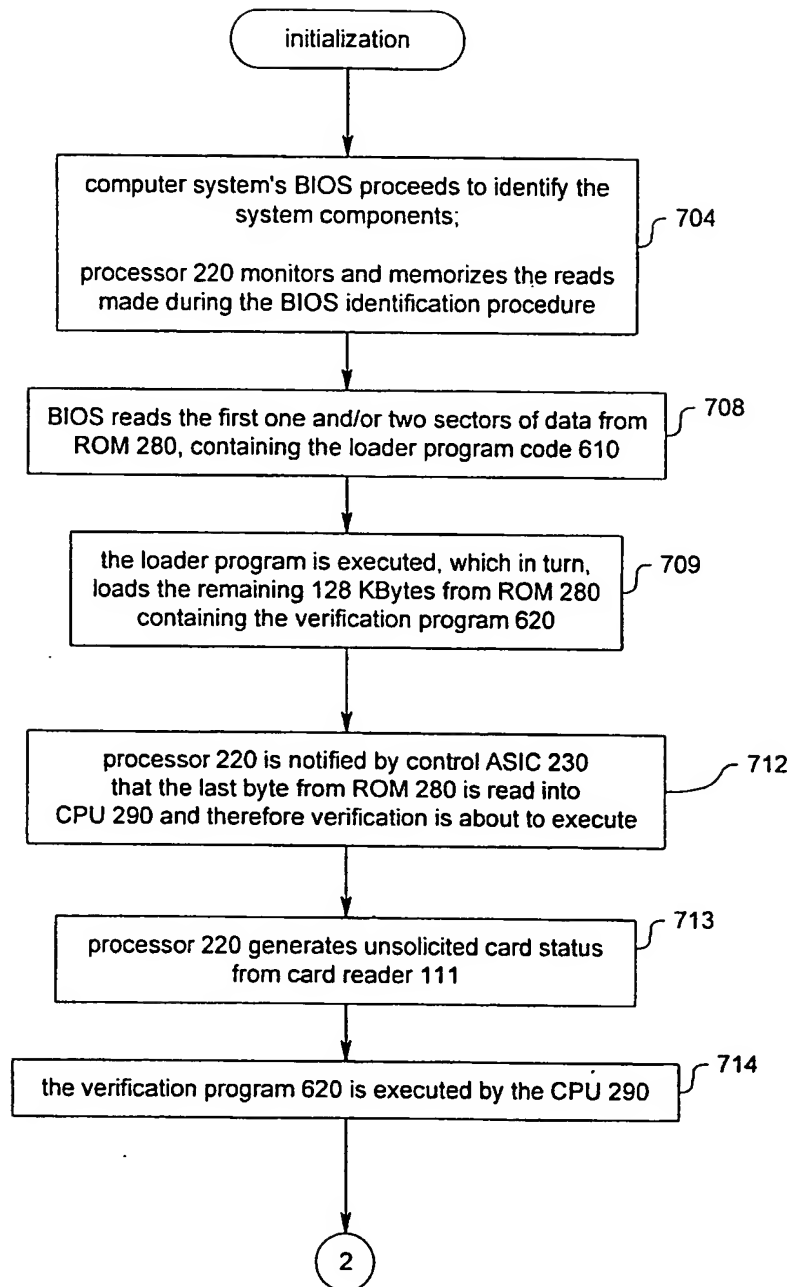 initialization
computer system's BIOS proceeds to identify the
system components;
processor 220 monitors and memorizes the reads
made during the BIOS identification procedure
704
BIOS reads the first one and/or two sectors of data from
ROM 280, containing the loader program code 610
708
the loader program is executed, which in turn,
loads the remaining 128 KBytes from ROM 280
containing the verification program 620
709
processor 220 is notified by control ASIC 230
that the last byte from ROM 280 is read into
CPU 290 and therefore verification is about to execute
712
processor 220 generates unsolicited card status
from card reader 111
713
the verification program 620 is executed by the CPU 290
714
2